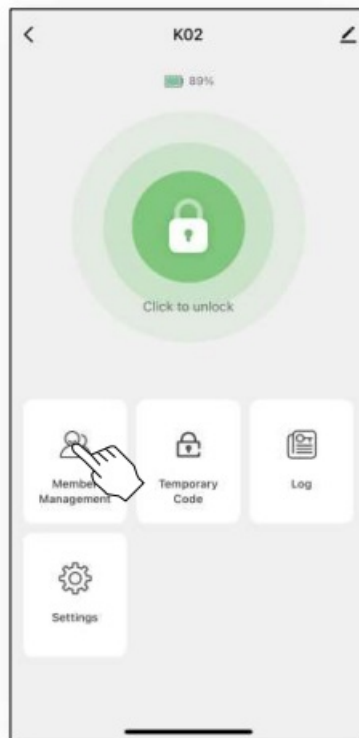 K02
89%
Click to unlock
Member
Management
Temporary
Code
Log
Settings